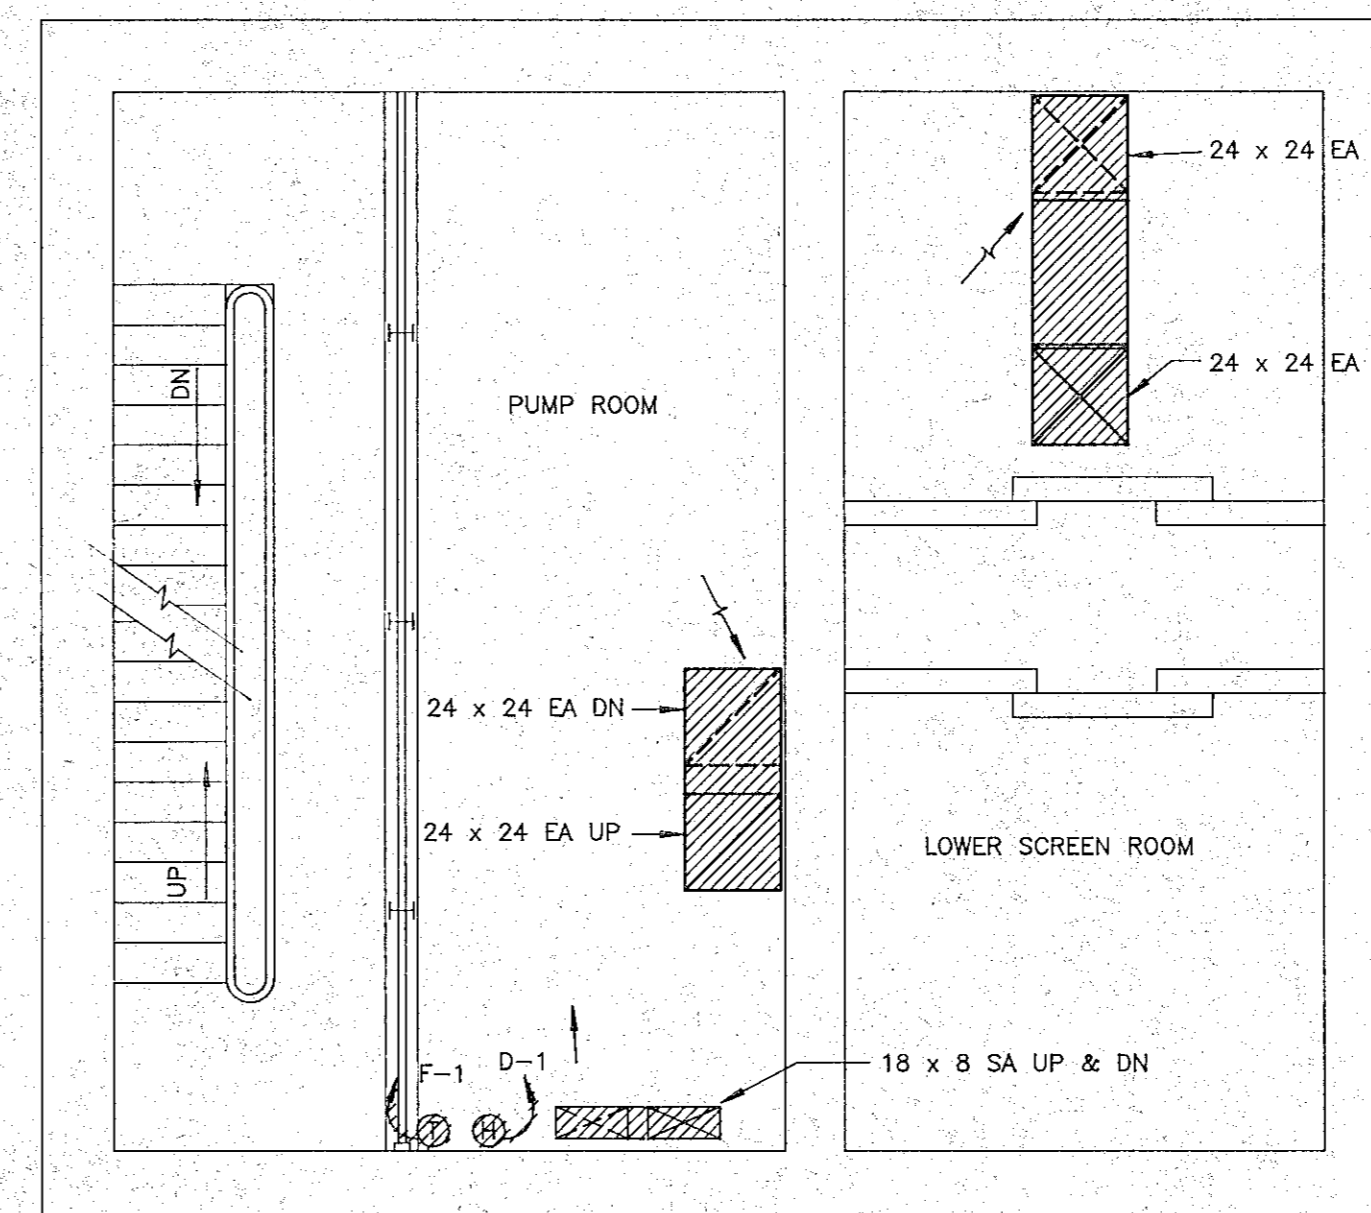 24 x 24 EA
24 x 24 EA
DN
PUMP ROOM
24 x 24 EA DN
24 x 24 EA UP
LOWER SCREEN ROOM
UP
18 x 8 SA UP & DN
F-1
D-1
T
H